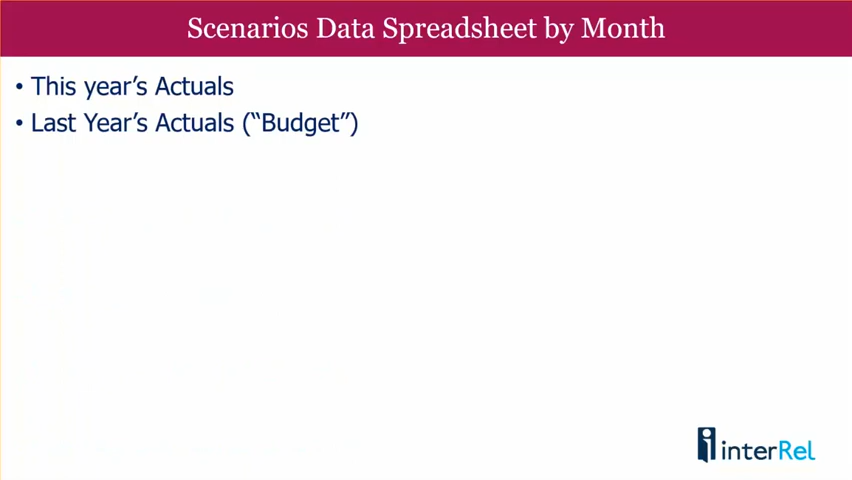 Scenarios Data Spreadsheet by Month
• This year's Actuals
• Last Year's Actuals (“Budget”)
interRel